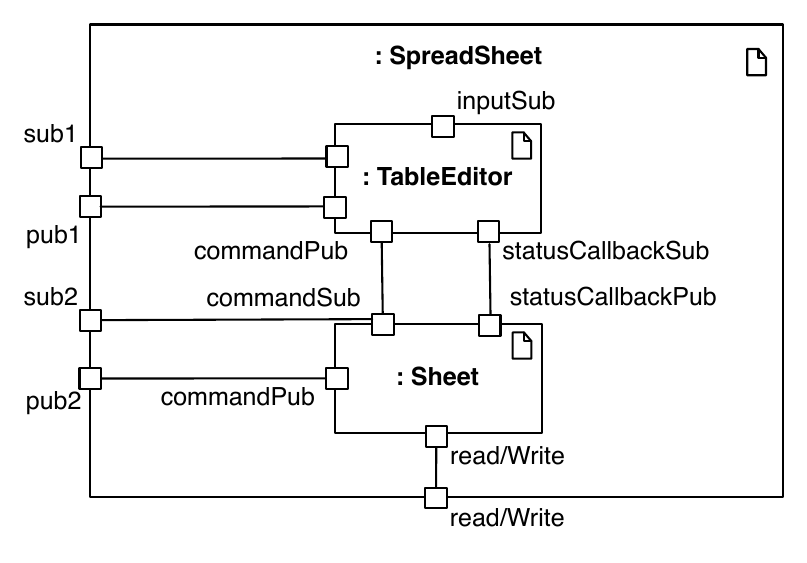 : SpreadSheet
inputSub
sub1
: TableEditor
pub1
commandPub
statusCallbackSub
sub2
commandSub
statusCallbackPub
: Sheet
pub2
commandPub
read/Write
read/Write